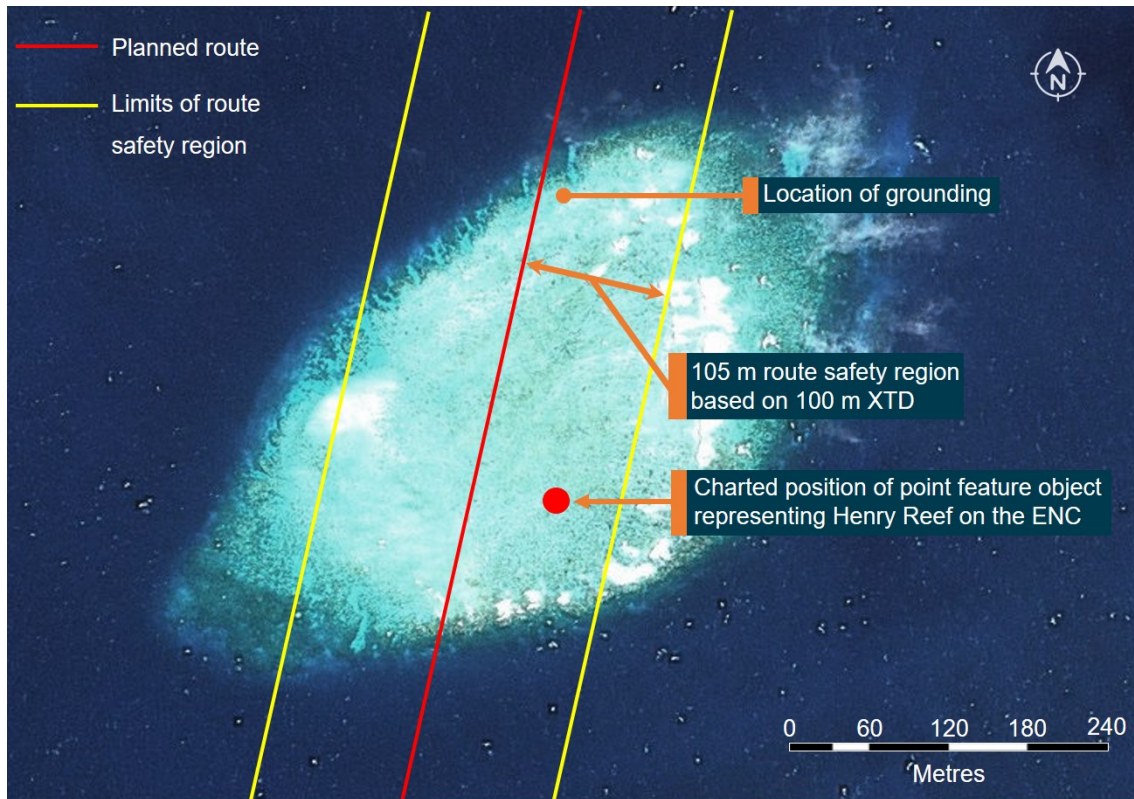 Planned route
Limits of route
safety region
N
Location of grounding
105 m route safety region
based on 100 m XTD
Charted position of point feature object
representing Henry Reef on the ENC
0 60 120 180 240
Metres